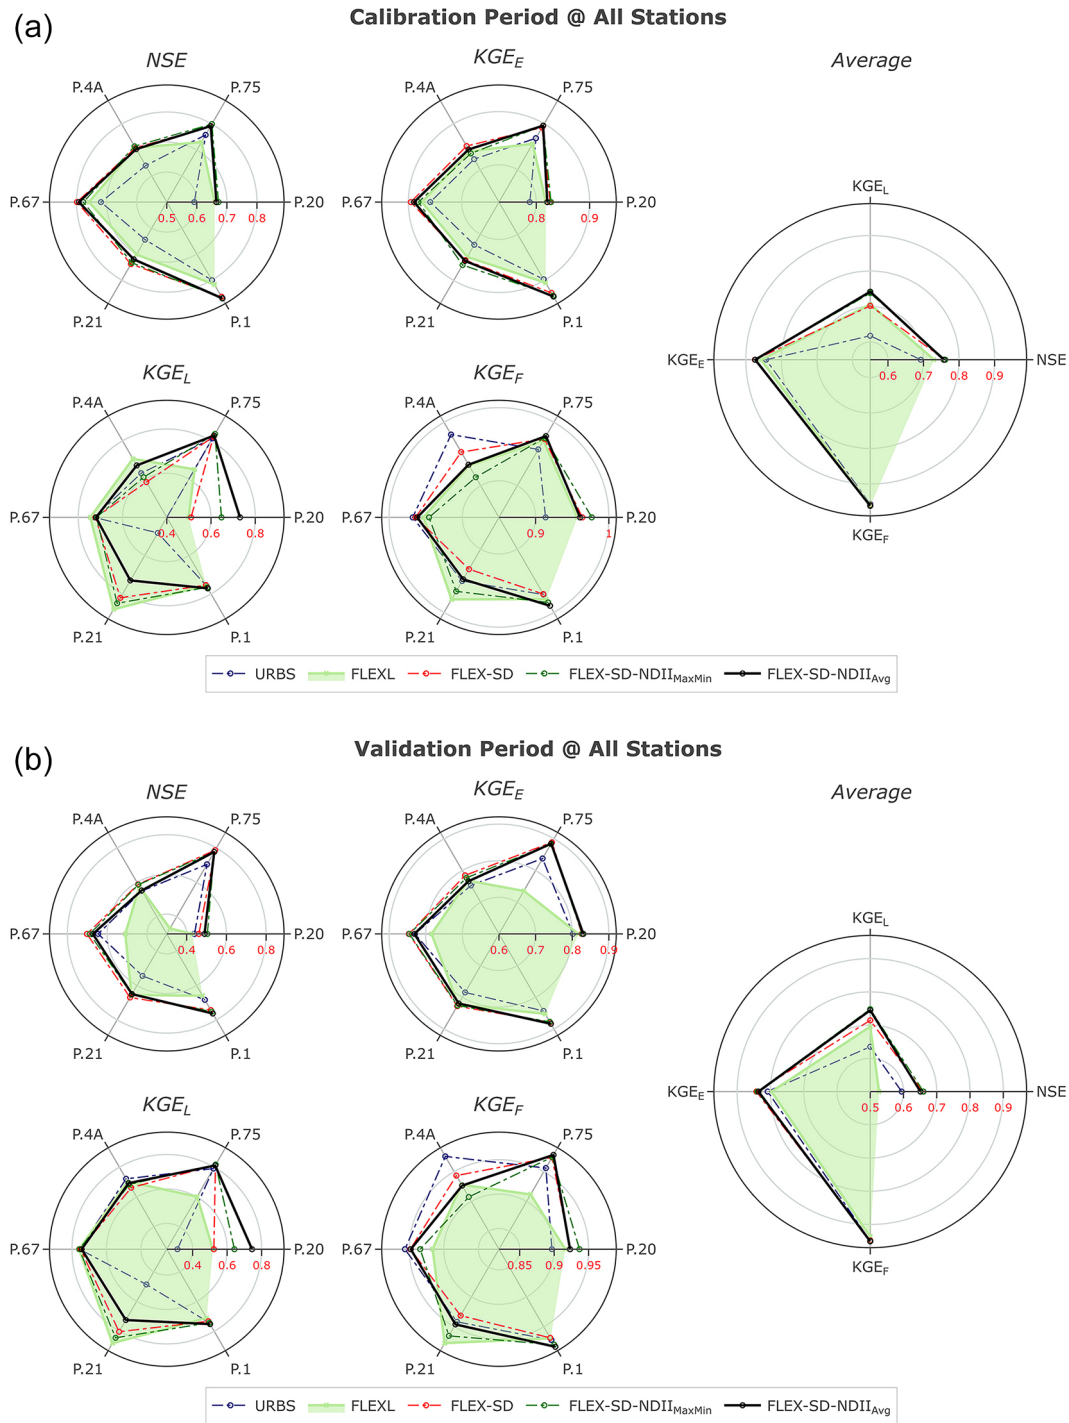 (a)
Calibration Period @ All Stations
NSE
P.4A
P.75
P.67
0.5 0.6 0.7 0.8
P.20
P.21
P.1
KGE_E
P.4A
P.75
P.67
0.8 0.9
P.20
P.21
P.1
Average
KGE_L
KGE_E
0.6 0.7 0.8 0.9
NSE
KGE_F
KGE_L
P.4A
P.75
P.67
0.4 0.6 0.8
P.20
P.21
P.1
KGE_F
P.4A
P.75
P.67
0.9 1
P.20
P.21
P.1
URBS FLEXL FLEX-SD FLEX-SD-NDII_MaxMin FLEX-SD-NDII_Avg
(b)
Validation Period @ All Stations
NSE
P.4A
P.75
P.67
0.4 0.6 0.8
P.20
P.21
P.1
KGE_E
P.4A
P.75
P.67
0.6 0.7 0.8 0.9
P.20
P.21
P.1
Average
KGE_L
KGE_E
0.5 0.6 0.7 0.8 0.9
NSE
KGE_F
KGE_L
P.4A
P.75
P.67
0.4 0.6 0.8
P.20
P.21
P.1
KGE_F
P.4A
P.75
P.67
0.85 0.9 0.95
P.20
P.21
P.1
URBS FLEXL FLEX-SD FLEX-SD-NDII_MaxMin FLEX-SD-NDII_Avg